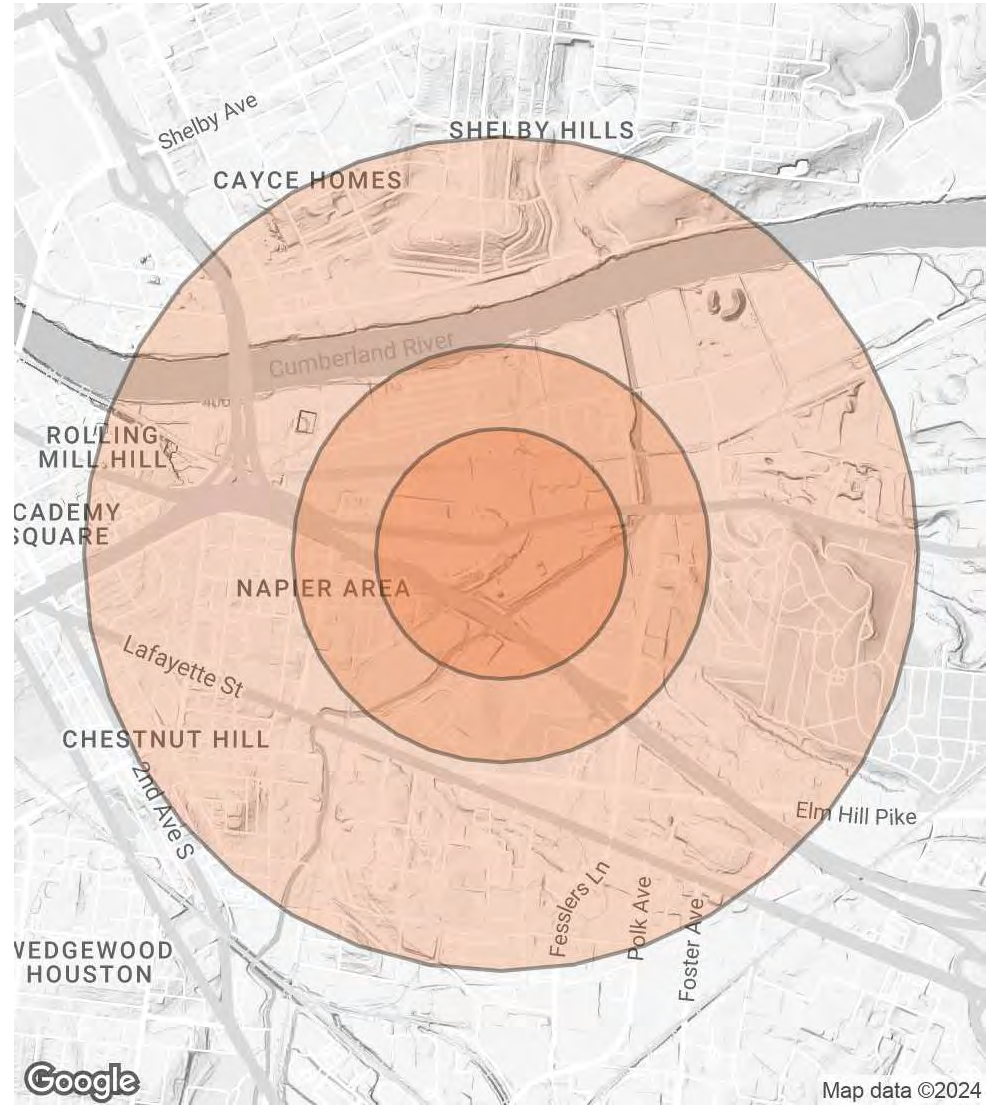 Shelby Ave
SHELBY HILLS
CAYCE HOMES
Cumberland River
ROLLING
MILL HILL
CADEMY
SQUARE
NAPIER AREA
Lafayette St
CHESTNUT HILL
2nd Ave S
Elm Hill Pike
Fesslers Ln
Polk Ave
Foster Ave
WEDGEWOOD
HOUSTON
Google
Map data ©2024